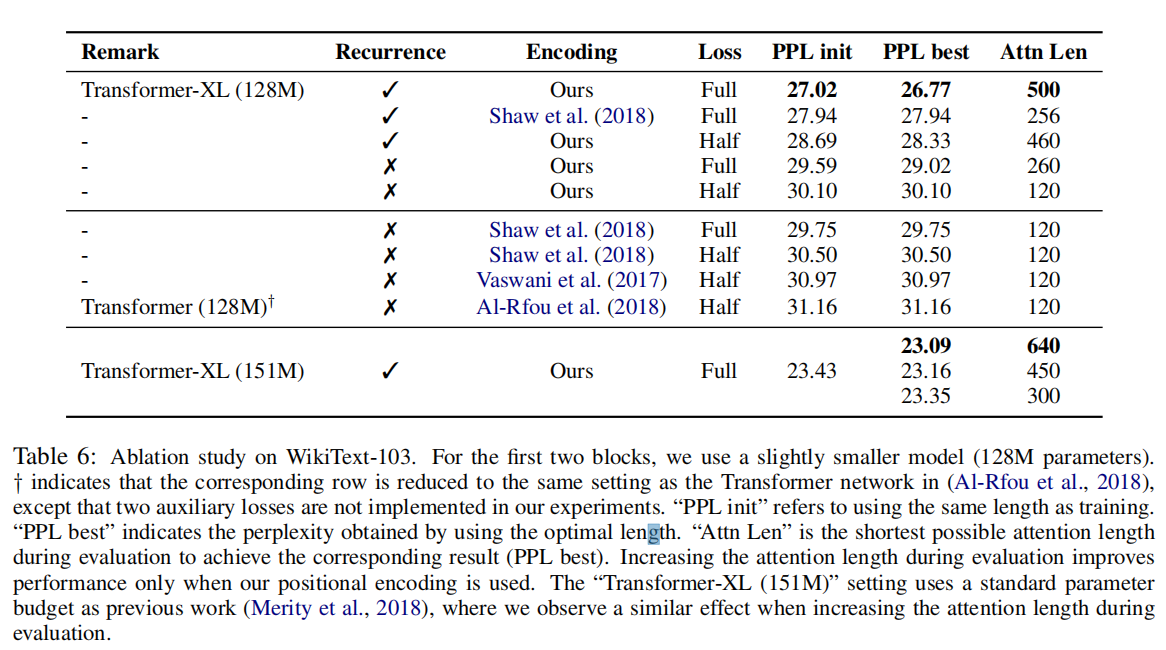 Remark Recurrence Encoding Loss PPL init PPL best Attn Len
Transformer-XL (128M) ✓ Ours Full 27.02 26.77 500
- ✓ Shaw et al. (2018) Full 27.94 27.94 256
- ✓ Ours Half 28.69 28.33 460
- ✗ Ours Full 29.59 29.02 260
- ✗ Ours Half 30.10 30.10 120
- ✗ Shaw et al. (2018) Full 29.75 29.75 120
- ✗ Shaw et al. (2018) Half 30.50 30.50 120
- ✗ Vaswani et al. (2017) Half 30.97 30.97 120
Transformer (128M)† ✗ Al-Rfou et al. (2018) Half 31.16 31.16 120
23.09 640
Transformer-XL (151M) ✓ Ours Full 23.43 23.16 450
23.35 300
Table 6: Ablation study on WikiText-103. For the first two blocks, we use a slightly smaller model (128M parameters).
† indicates that the corresponding row is reduced to the same setting as the Transformer network in (Al-Rfou et al., 2018),
except that two auxiliary losses are not implemented in our experiments. “PPL init” refers to using the same length as training.
“PPL best” indicates the perplexity obtained by using the optimal length. “Attn Len” is the shortest possible attention length
during evaluation to achieve the corresponding result (PPL best). Increasing the attention length during evaluation improves
performance only when our positional encoding is used. The “Transformer-XL (151M)” setting uses a standard parameter
budget as previous work (Merity et al., 2018), where we observe a similar effect when increasing the attention length during
evaluation.